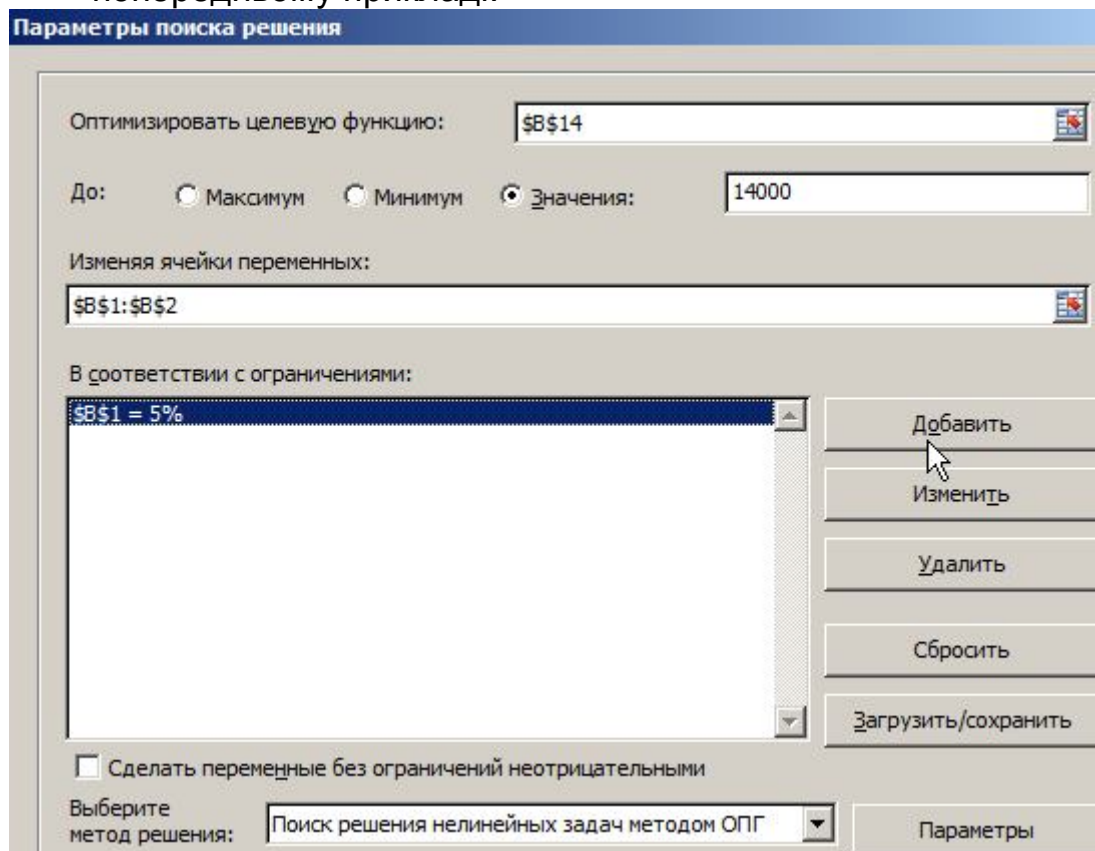 попередньому прикладі.
Параметры поиска решения
Оптимизировать целевую функцию: $B$14
До: Максимум Минимум Значения: 14000
Изменяя ячейки переменных:
$B$1:$B$2
В соответствии с ограничениями:
$B$1 = 5%
Добавить
Изменить
Удалить
Сбросить
Загрузить/сохранить
Сделать переменные без ограничений неотрицательными
Выберите
метод решения: Поиск решения нелинейных задач методом ОПГ Параметры